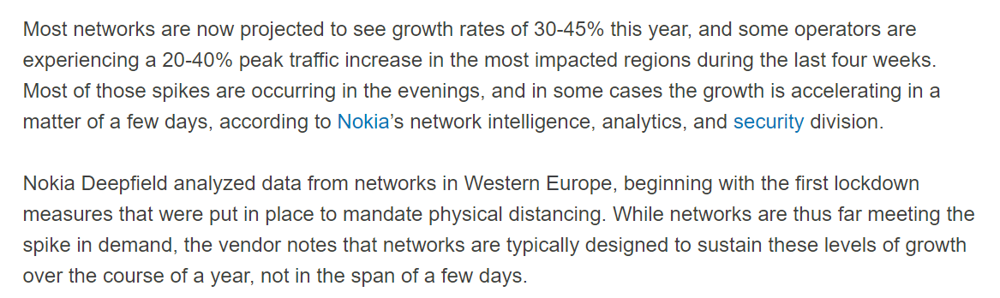 Most networks are now projected to see growth rates of 30-45% this year, and some operators are
experiencing a 20-40% peak traffic increase in the most impacted regions during the last four weeks.
Most of those spikes are occurring in the evenings, and in some cases the growth is accelerating in a
matter of a few days, according to Nokia’s network intelligence, analytics, and security division.
Nokia Deepfield analyzed data from networks in Western Europe, beginning with the first lockdown
measures that were put in place to mandate physical distancing. While networks are thus far meeting the
spike in demand, the vendor notes that networks are typically designed to sustain these levels of growth
over the course of a year, not in the span of a few days.